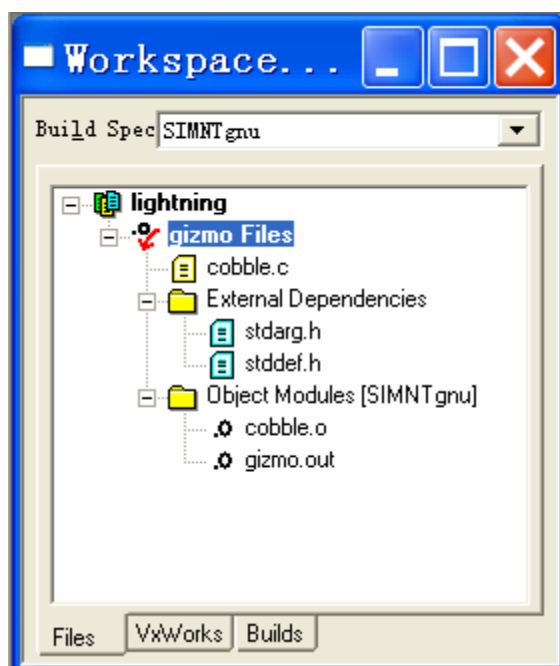 Workspace...
Build Spec SIMNTgnu
lightning
gizmo Files
cobble.c
External Dependencies
stdarg.h
stddef.h
Object Modules [SIMNTgnu]
cobble.o
gizmo.out
Files VxWorks Builds